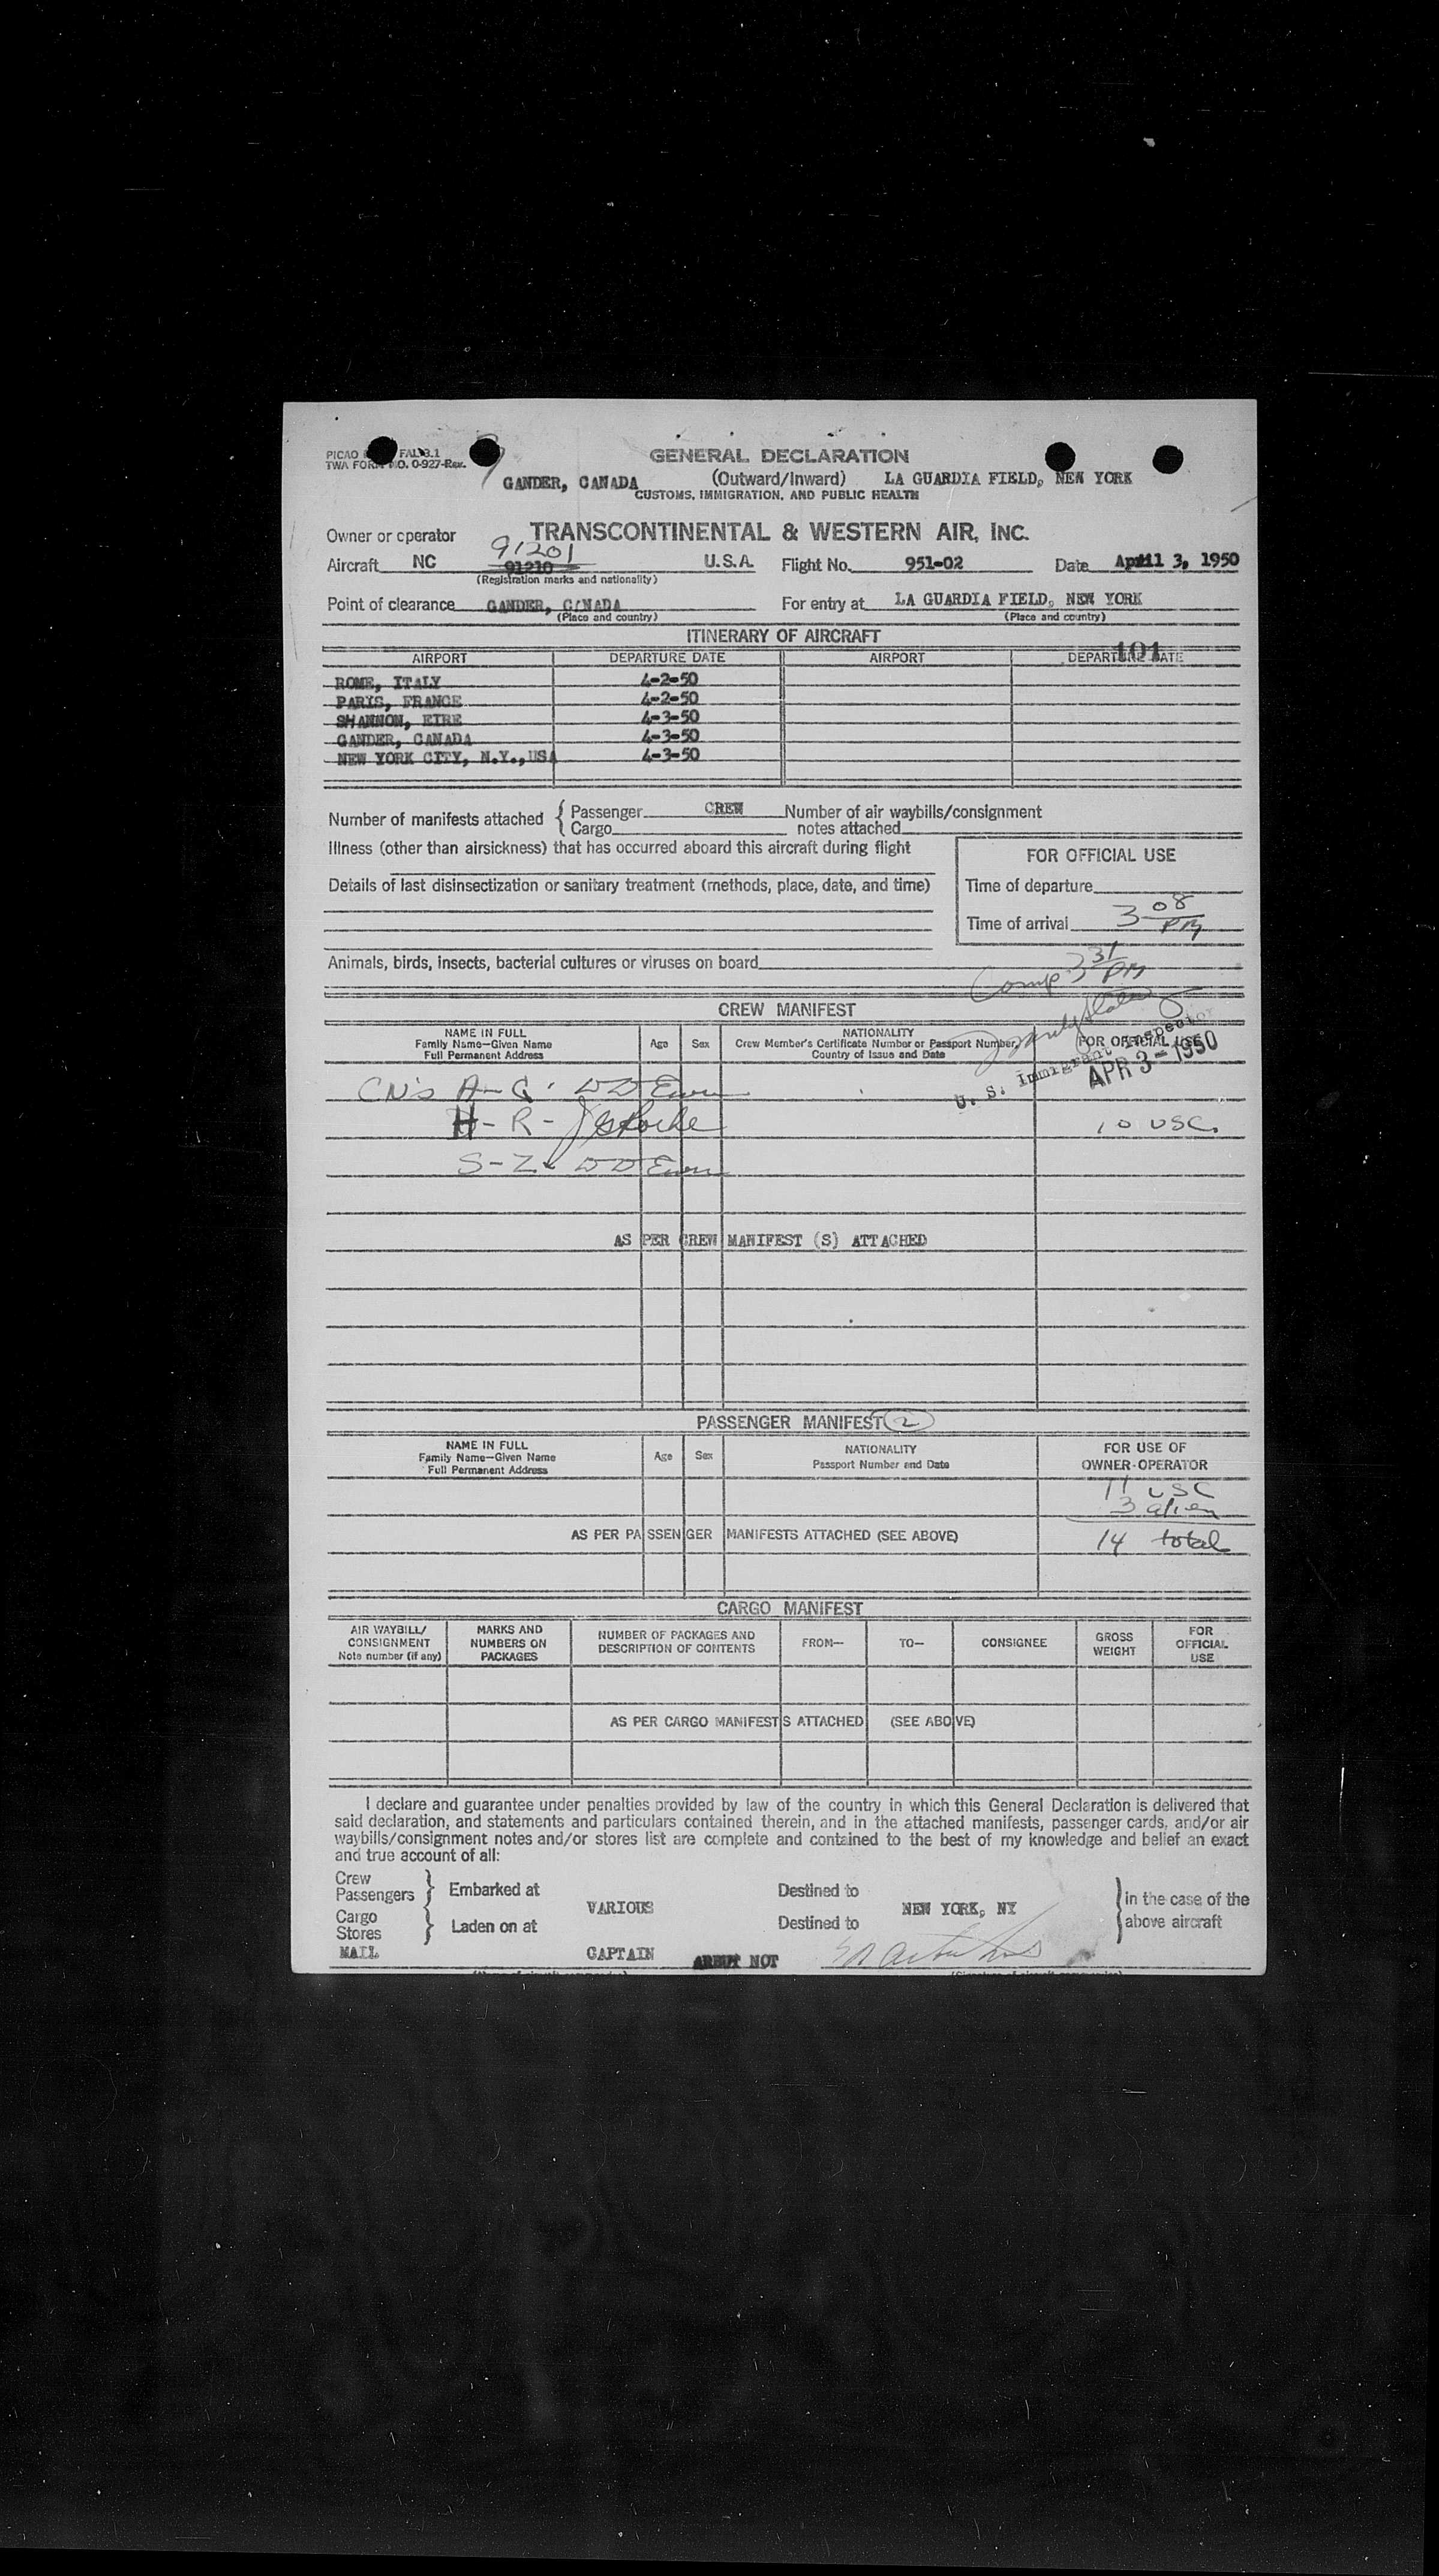 GENERAL DECLARATION
PICAO FAL 3.1
TWA FORM NO. 0-927-Rev.
(Outward/Inward)
GANDER, CANADA LA GUARDIA FIELD, NEW YORK
CUSTOMS, IMMIGRATION, AND PUBLIC HEALTH
Owner or operator TRANSCONTINENTAL & WESTERN AIR, INC.
91201
Aircraft NC 91210 U.S.A. Flight No. 951-02 Date April 3, 1950
(Registration marks and nationality)
Point of clearance GANDER, CANADA For entry at LA GUARDIA FIELD, NEW YORK
(Place and country) (Place and country)
ITINERARY OF AIRCRAFT
101
AIRPORT DEPARTURE DATE AIRPORT DEPARTURE DATE
ROME, ITALY 4-2-50
PARIS, FRANCE 4-2-50
SHANNON, EIRE 4-3-50
GANDER, CANADA 4-3-50
NEW YORK CITY, N.Y.,USA 4-3-50
Number of manifests attached { Passenger CREW Number of air waybills/consignment
Cargo notes attached
Illness (other than airsickness) that has occurred aboard this aircraft during flight
FOR OFFICIAL USE
Details of last disinsectization or sanitary treatment (methods, place, date, and time)
Time of departure
Time of arrival 3 08 PM
Animals, birds, insects, bacterial cultures or viruses on board
Comp 3 31 PM
CREW MANIFEST
NAME IN FULL
Family Name—Given Name
Full Permanent Address
Age Sex
NATIONALITY
Crew Member's Certificate Number or Passport Number,
Country of Issue and Date
FOR OFFICIAL USE
U. S. Immigrant Inspector
APR 3 - 1950
CN's A-G
H - R -
10 USC.
S-Z
AS PER CREW MANIFEST (S) ATTACHED
PASSENGER MANIFEST 2
NAME IN FULL
Family Name—Given Name
Full Permanent Address
Age Sex
NATIONALITY
Passport Number and Date
FOR USE OF
OWNER-OPERATOR
11 USC
3 alien
AS PER PASSENGER MANIFESTS ATTACHED (SEE ABOVE) 14 total
CARGO MANIFEST
AIR WAYBILL/
CONSIGNMENT
Note number (if any)
MARKS AND
NUMBERS ON
PACKAGES
NUMBER OF PACKAGES AND
DESCRIPTION OF CONTENTS
FROM— TO— CONSIGNEE
GROSS
WEIGHT
FOR
OFFICIAL
USE
AS PER CARGO MANIFESTS ATTACHED (SEE ABOVE)
I declare and guarantee under penalties provided by law of the country in which this General Declaration is delivered that
said declaration, and statements and particulars contained therein, and in the attached manifests, passenger cards, and/or air
waybills/consignment notes and/or stores list are complete and contained to the best of my knowledge and belief an exact
and true account of all:
Crew
Passengers } Embarked at Destined to } in the case of the
VARIOUS NEW YORK, NY
Cargo
Stores } Laden on at Destined to above aircraft
MAIL CAPTAIN